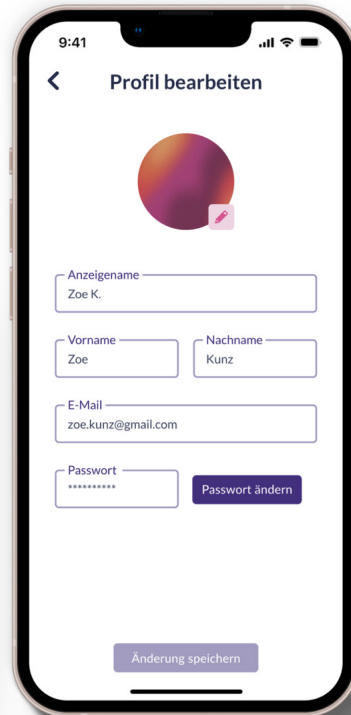 9:41
Profil bearbeiten
Anzeigename
Zoe K.
Vorname
Nachname
Zoe
Kunz
E-Mail
zoe.kunz@gmail.com
Passwort
**********
Passwort ändern
Änderung speichern